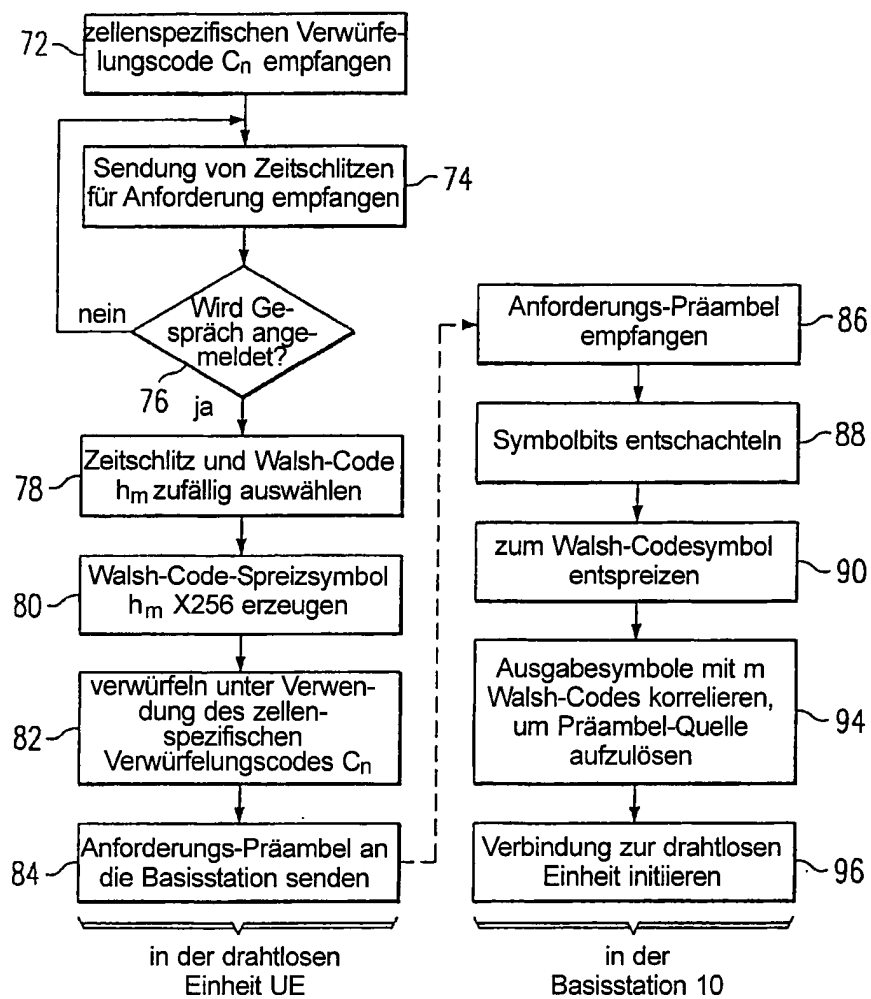 72
zellenspezifischen Verwürfe-
lungscode Cn empfangen
Sendung von Zeitschlitzen
für Anforderung empfangen
74
nein
Wird Ge-
spräch ange-
meldet?
76
ja
78
Zeitschlitz und Walsh-Code
hm zufällig auswählen
80
Walsh-Code-Spreizsymbol
hm X256 erzeugen
82
verwürfeln unter Verwen-
dung des zellen-
spezifischen
Verwürfelungscodes Cn
84
Anforderungs-Präambel an
die Basisstation senden
in der drahtlosen
Einheit UE
Anforderungs-Präambel
empfangen
86
Symbolbits entschachteln
88
zum Walsh-Codesymbol
entspreizen
90
Ausgabesymbole mit m
Walsh-Codes korrelieren,
um Präambel-Quelle
aufzulösen
94
Verbindung zur drahtlosen
Einheit initiieren
96
in der
Basisstation 10